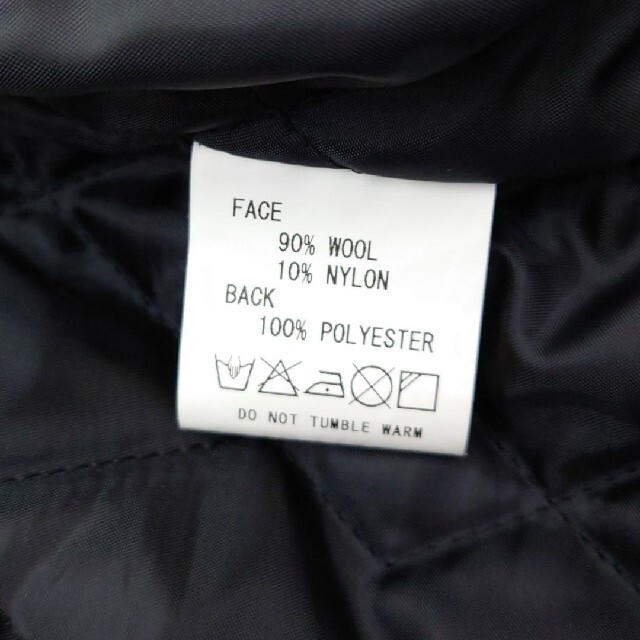 FACE
90% WOOL
10% NYLON
BACK
100% POLYESTER
DO NOT TUMBLE WARM